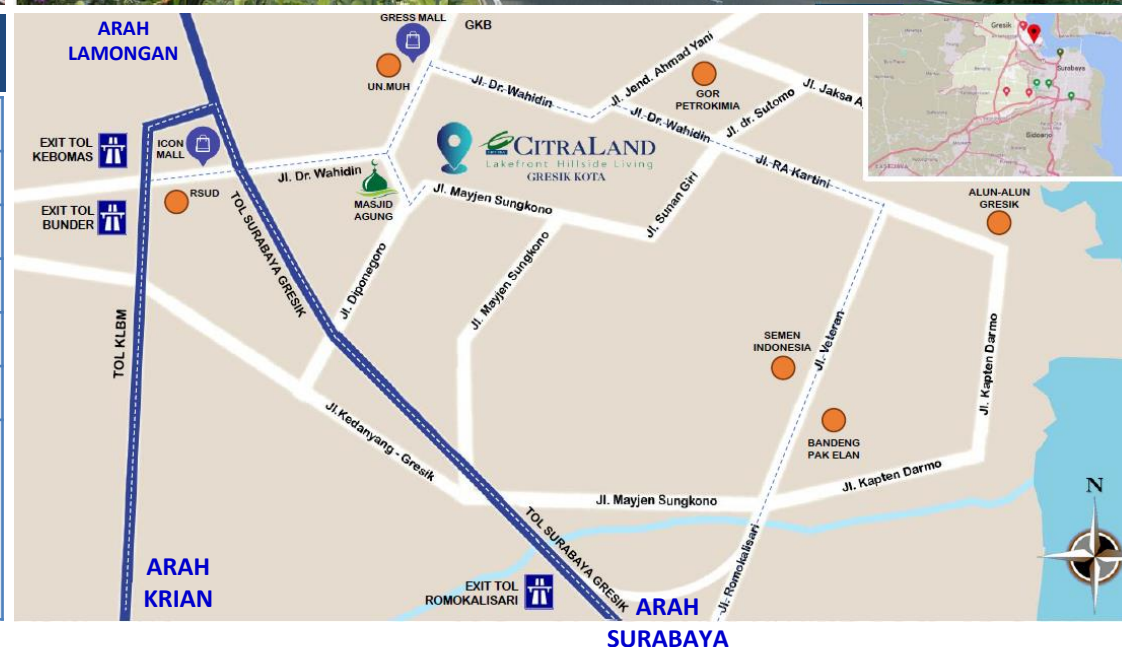 ARAH
LAMONGAN
GRESS MALL
GKB
UN.MUH
Jl. Dr. Wahidin
Jl. Jend. Ahmad Yani
GOR
PETROKIMIA
Jl. Jaksa A
Jl. Dr. Wahidin
Jl. dr. Sutomo
Jl. RA Kartini
EXIT TOL
KEBOMAS
ICON
MALL
CITRALAND
Lakefront Hillside Living
GRESIK KOTA
Jl. Dr. Wahidin
MASJID
AGUNG
Jl. Mayjen Sungkono
Jl. Sunan Giri
RSUD
EXIT TOL
BUNDER
TOL SURABAYA GRESIK
ALUN-ALUN
GRESIK
Jl. Diponegoro
Jl. Mayjen Sungkono
TOL KLBM
SEMEN
INDONESIA
Jl. Veteran
Jl. Kapten Darmo
Jl.Kedanyang - Gresik
BANDENG
PAK ELAN
Jl. Kapten Darmo
Jl. Mayjen Sungkono
N
TOL SURABAYA GRESIK
Jl. Romokalisari
ARAH
KRIAN
EXIT TOL
ROMOKALISARI
ARAH
SURABAYA
Gresik
Surabaya
Sidoarjo